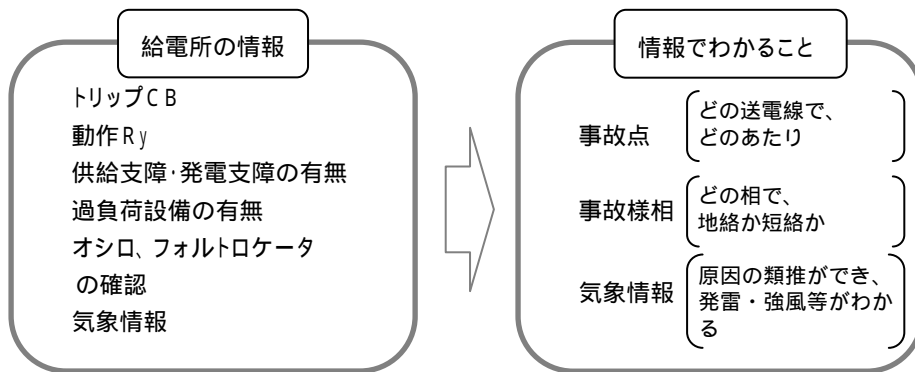 給電所の情報
トリップCB
動作Ry
供給支障・発電支障の有無
過負荷設備の有無
オシロ、フォルトロケータ
の確認
気象情報
情報でわかること
事故点
どの送電線で、
どのあたり
事故様相
どの相で、
地絡か短絡か
気象情報
原因の類推ができ、
発雷・強風等がわか
る